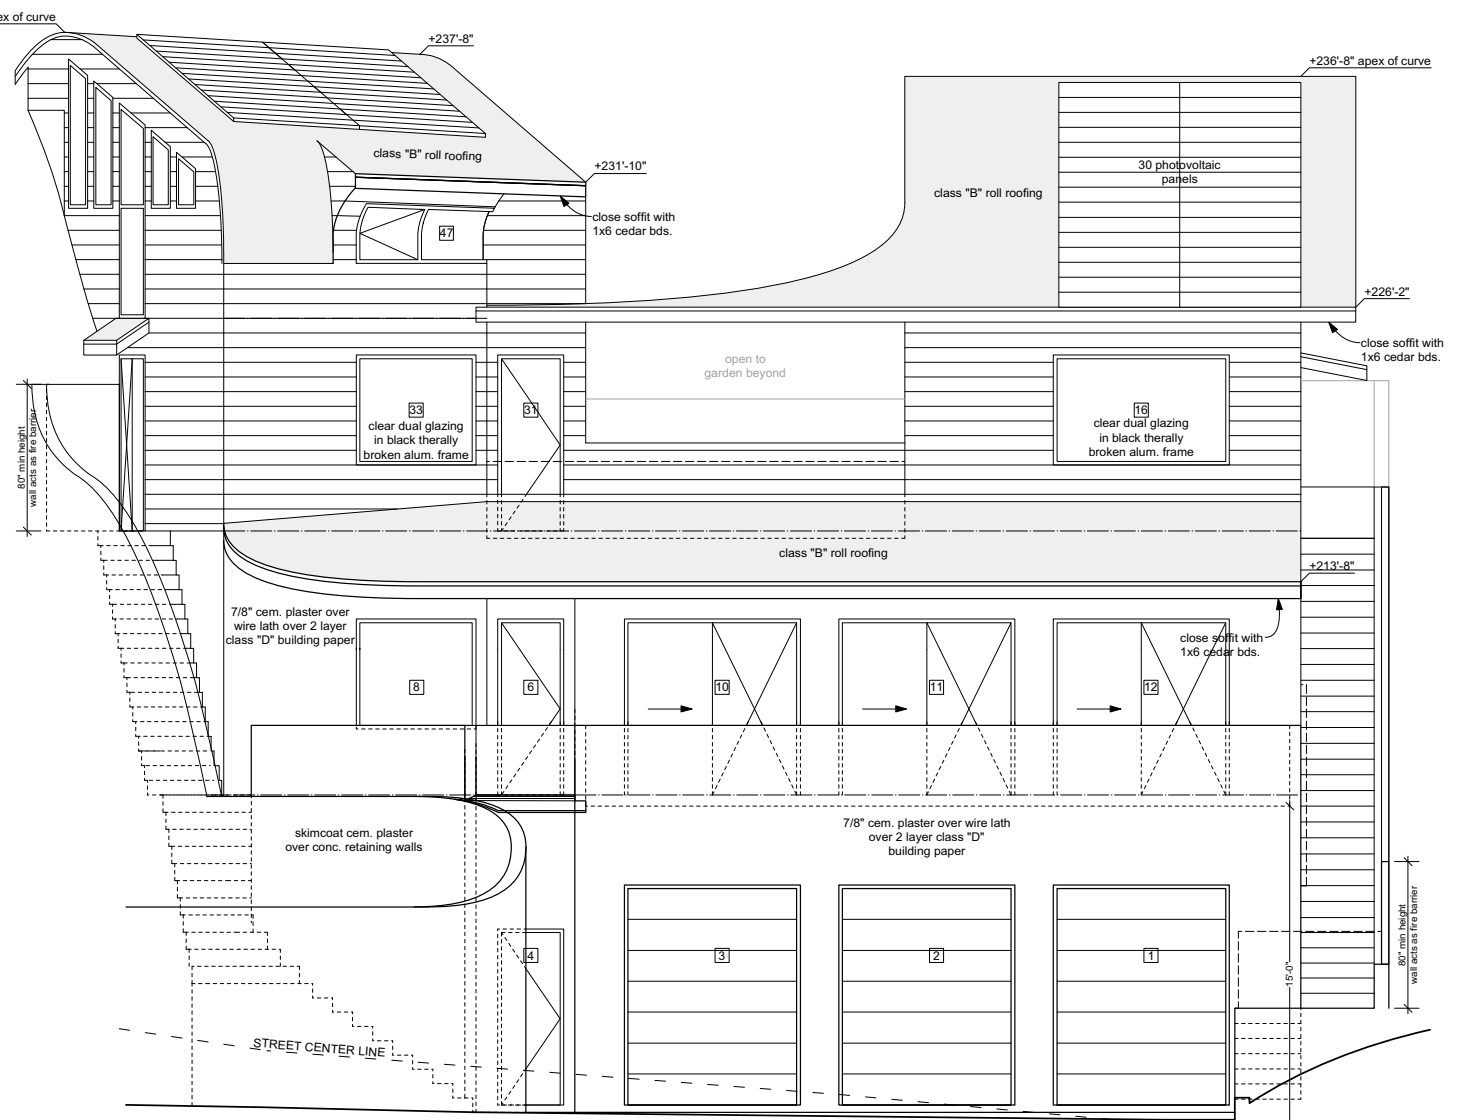 ex of curve
+237'-8"
+236'-8" apex of curve
class "B" roll roofing
+231'-10"
30 photovoltaic
panels
class "B" roll roofing
close soffit with
1x6 cedar bds.
47
+226'-2"
close soffit with
1x6 cedar bds.
open to
garden beyond
33
clear dual glazing
in black therally
broken alum. frame
31
16
clear dual glazing
in black therally
broken alum. frame
80" min height
wall acts as fire barrier
class "B" roll roofing
+213'-8"
7/8" cem. plaster over
wire lath over 2 layer
class "D" building paper
close soffit with
1x6 cedar bds.
8
6
10
11
12
skimcoat cem. plaster
over conc. retaining walls
7/8" cem. plaster over wire lath
over 2 layer class "D"
building paper
80" min height
wall acts as fire barrier
4
3
2
1
15'-0"
STREET CENTER LINE